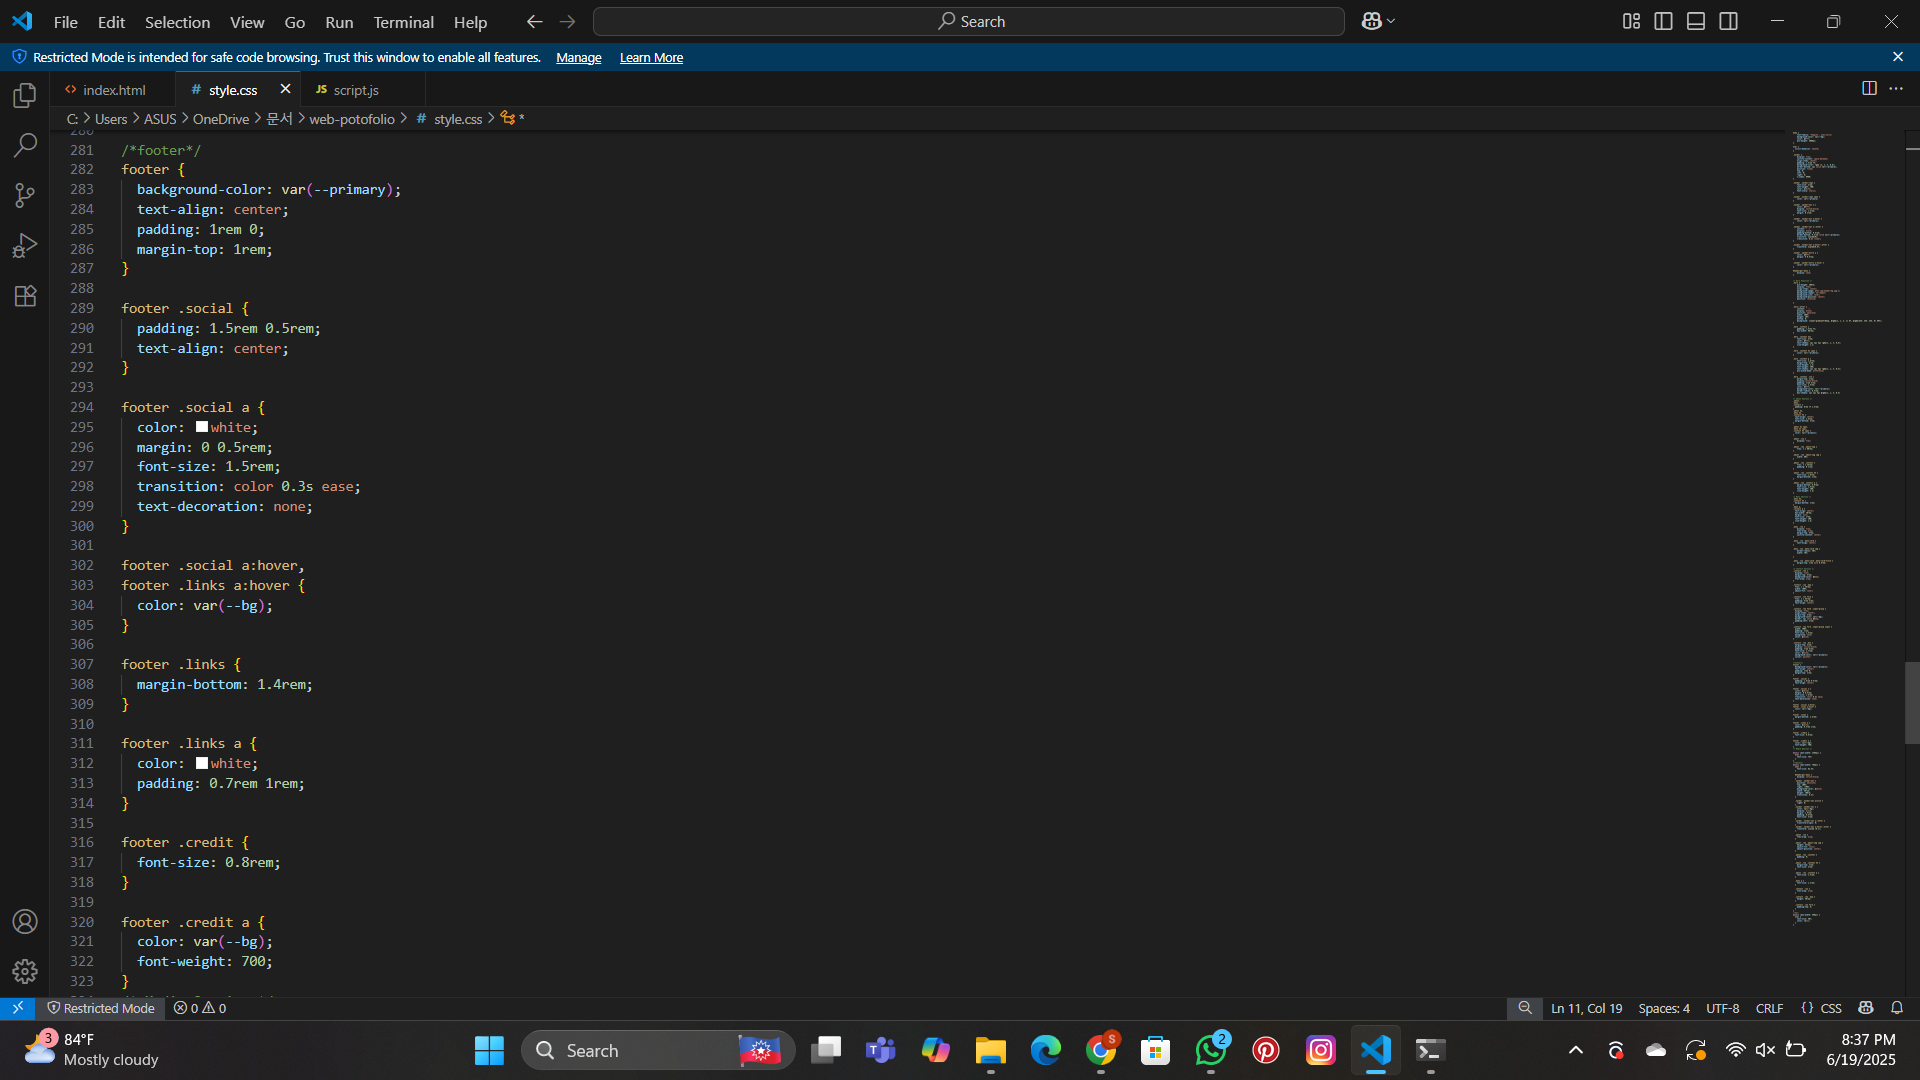 File Edit Selection View Go Run Terminal Help Search
Restricted Mode is intended for safe code browsing. Trust this window to enable all features. Manage Learn More
index.html # style.css JS script.js
C: > Users > ASUS > OneDrive > 문서 > web-potofolio > # style.css > *
280
281 /*footer*/
282 footer {
283 background-color: var(--primary);
284 text-align: center;
285 padding: 1rem 0;
286 margin-top: 1rem;
287 }
288
289 footer .social {
290 padding: 1.5rem 0.5rem;
291 text-align: center;
292 }
293
294 footer .social a {
295 color: white;
296 margin: 0 0.5rem;
297 font-size: 1.5rem;
298 transition: color 0.3s ease;
299 text-decoration: none;
300 }
301
302 footer .social a:hover,
303 footer .links a:hover {
304 color: var(--bg);
305 }
306
307 footer .links {
308 margin-bottom: 1.4rem;
309 }
310
311 footer .links a {
312 color: white;
313 padding: 0.7rem 1rem;
314 }
315
316 footer .credit {
317 font-size: 0.8rem;
318 }
319
320 footer .credit a {
321 color: var(--bg);
322 font-weight: 700;
323 }
Restricted Mode 0 0 Ln 11, Col 19 Spaces: 4 UTF-8 CRLF {} CSS
3 84°F
Mostly cloudy
Search
S
2
8:37 PM
6/19/2025